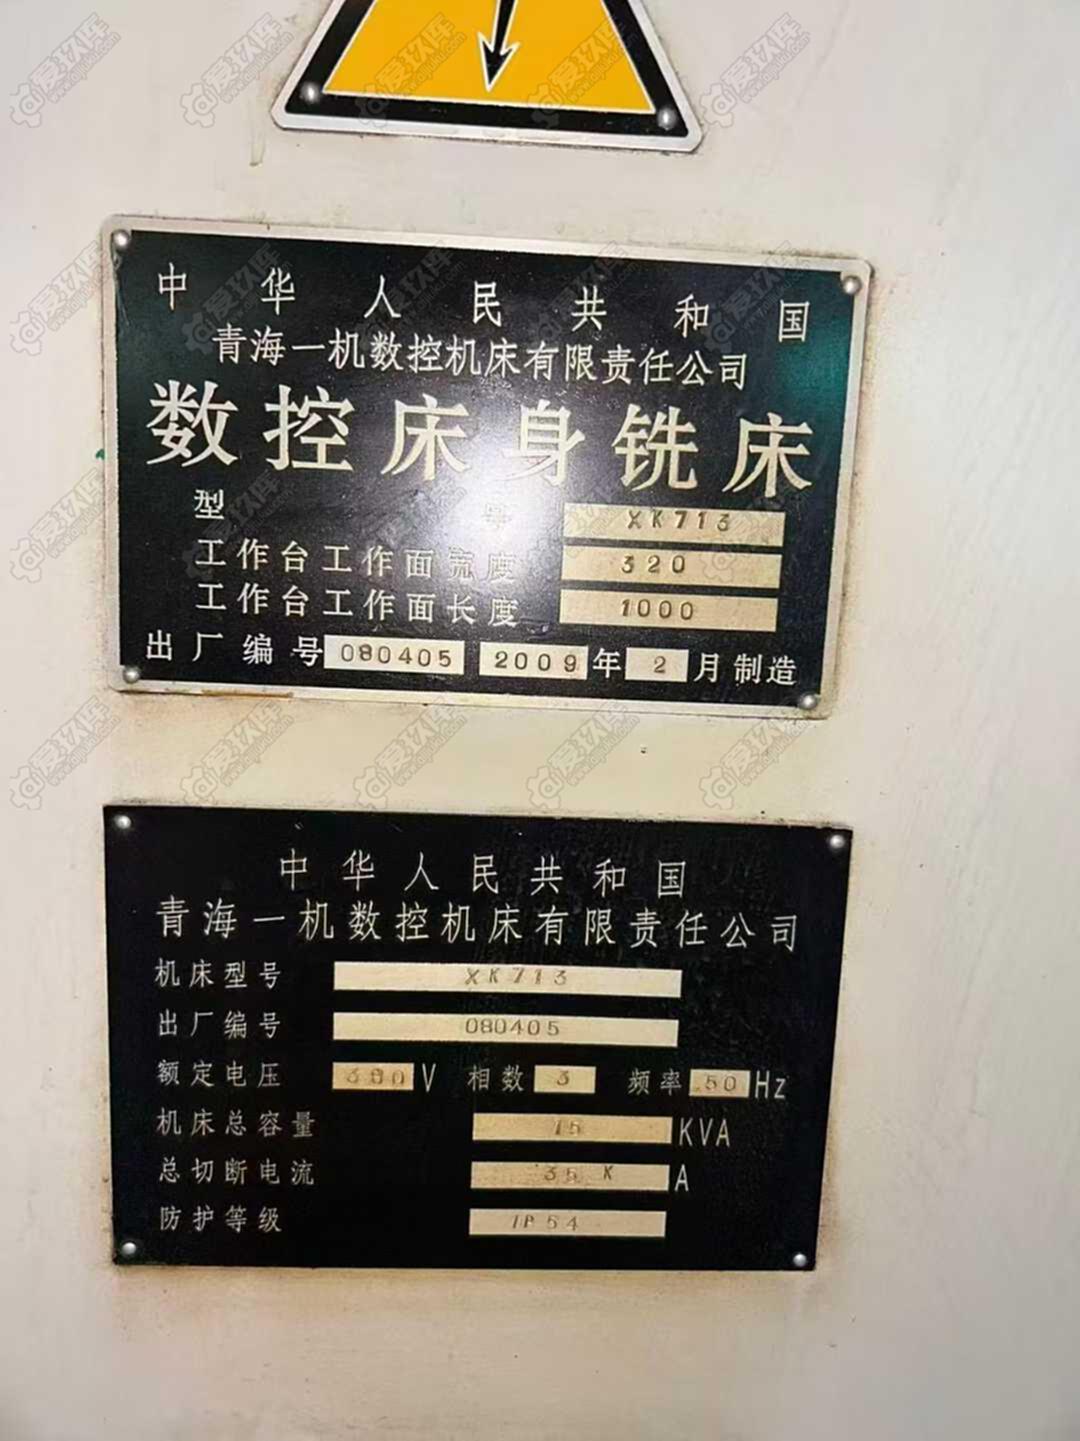 中华人民共和国
青海一机数控机床有限责任公司
数控床身铣床
型号 XK713
工作台工作面宽度 320
工作台工作面长度 1000
出厂编号 080405 2009年2月制造
中华人民共和国
青海一机数控机床有限责任公司
机床型号 XK713
出厂编号 080405
额定电压 380 V 相数 3 频率 50 Hz
机床总容量 15 KVA
总切断电流 35 K A
防护等级 IP54
爱玖库
www.aijiuku.com